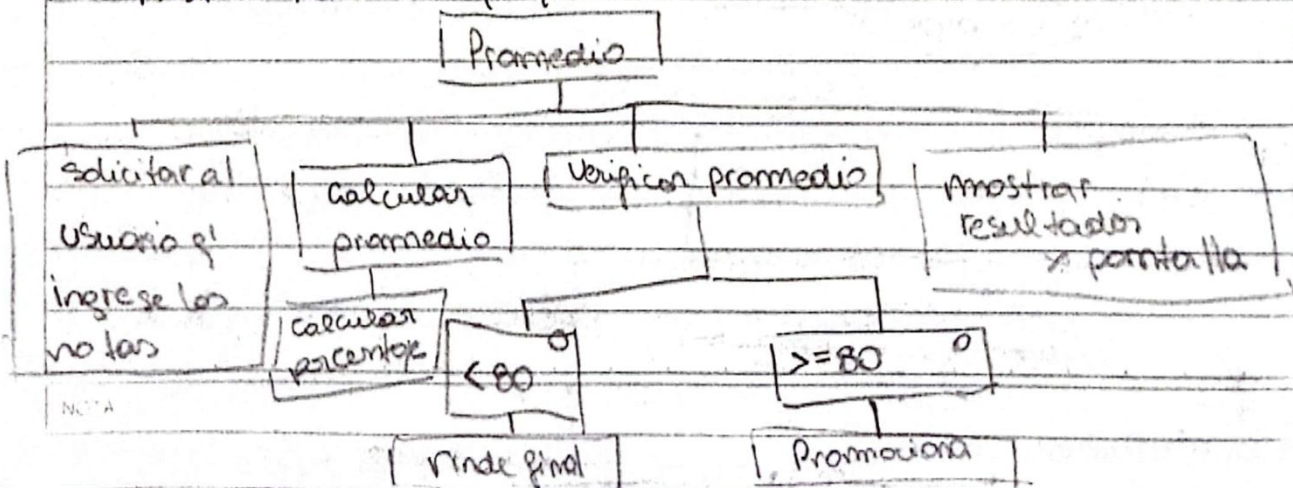 Promedio
Solicitar al
usuario q'
ingrese las
notas
Calcular
promedio
Verificar promedio
mostrar
resultados
x pantalla
calcular
porcentaje
<80
>=80
NOTA
rinde final
Promociona